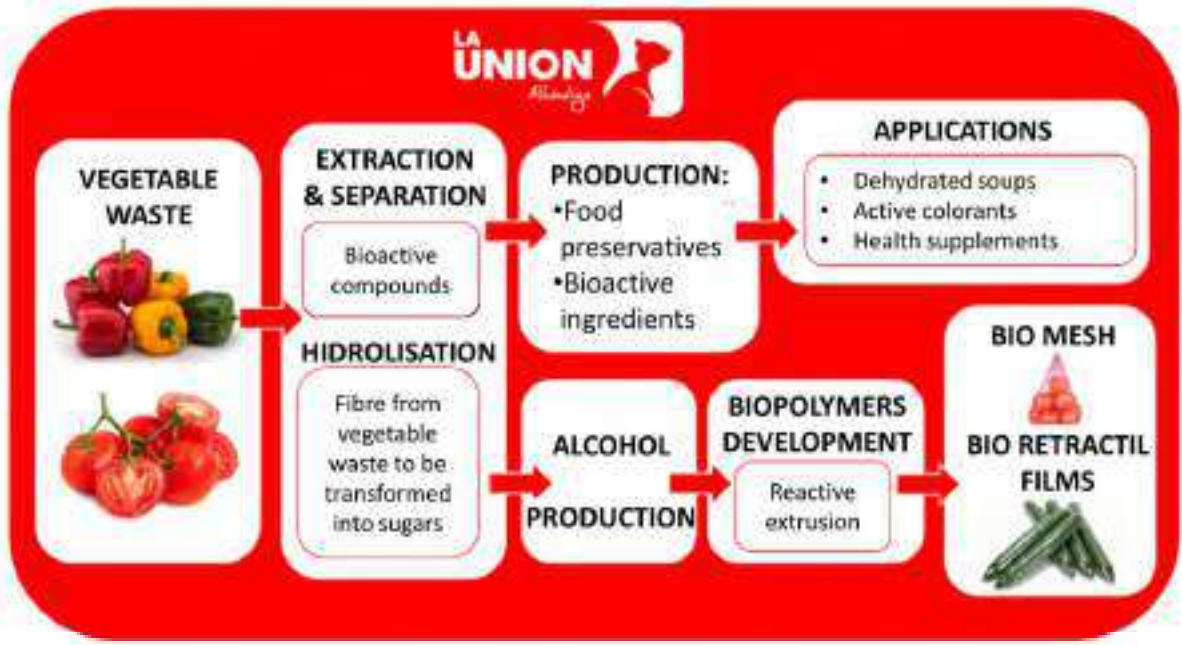 LA
UNION
Alhóndiga
VEGETABLE
WASTE
EXTRACTION
& SEPARATION
Bioactive
compounds
HIDROLISATION
Fibre from
vegetable
waste to be
transformed
into sugars
PRODUCTION:
•Food
preservatives
•Bioactive
ingredients
APPLICATIONS
• Dehydrated soups
• Active colorants
• Health supplements
ALCOHOL
PRODUCTION
BIOPOLYMERS
DEVELOPMENT
Reactive
extrusion
BIO MESH
BIO RETRACTIL
FILMS